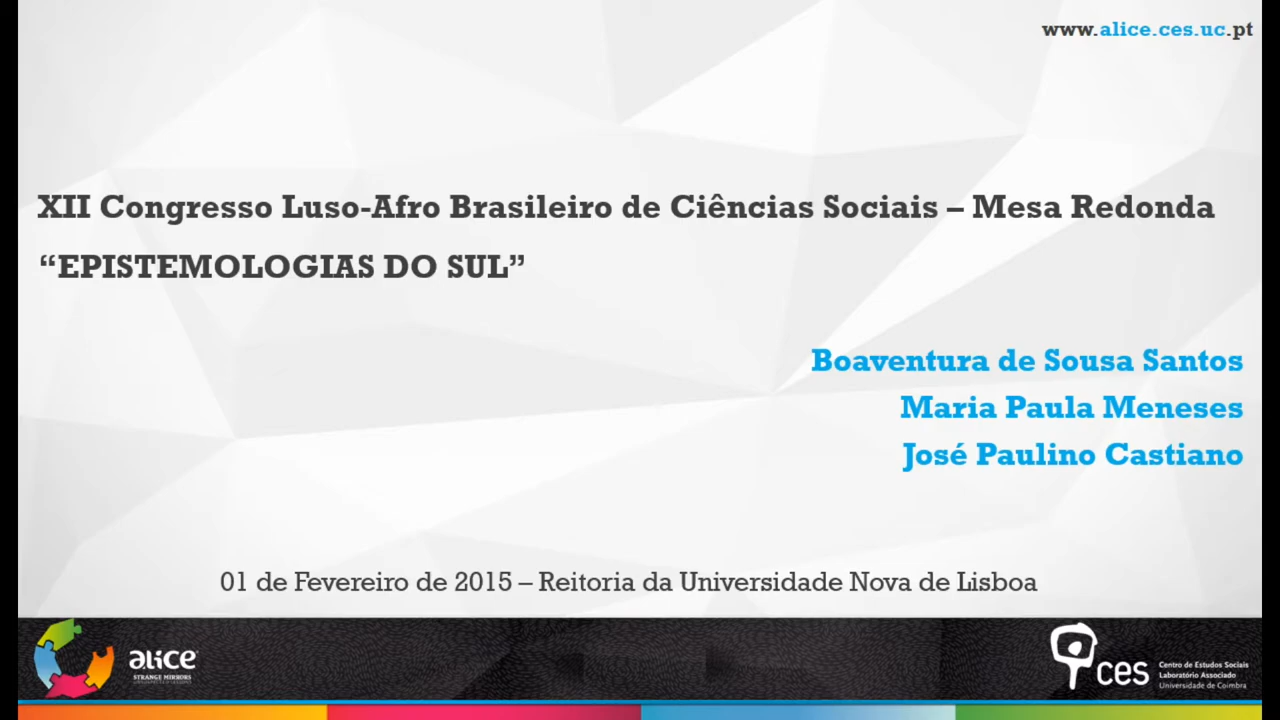 www.alice.ces.uc.pt
XII Congresso Luso-Afro Brasileiro de Ciências Sociais – Mesa Redonda
“EPISTEMOLOGIAS DO SUL”
Boaventura de Sousa Santos
Maria Paula Meneses
José Paulino Castiano
01 de Fevereiro de 2015 – Reitoria da Universidade Nova de Lisboa
alice
STRANGE MIRRORS
ces
Centro de Estudos Sociais
Laboratório Associado
Universidade de Coimbra